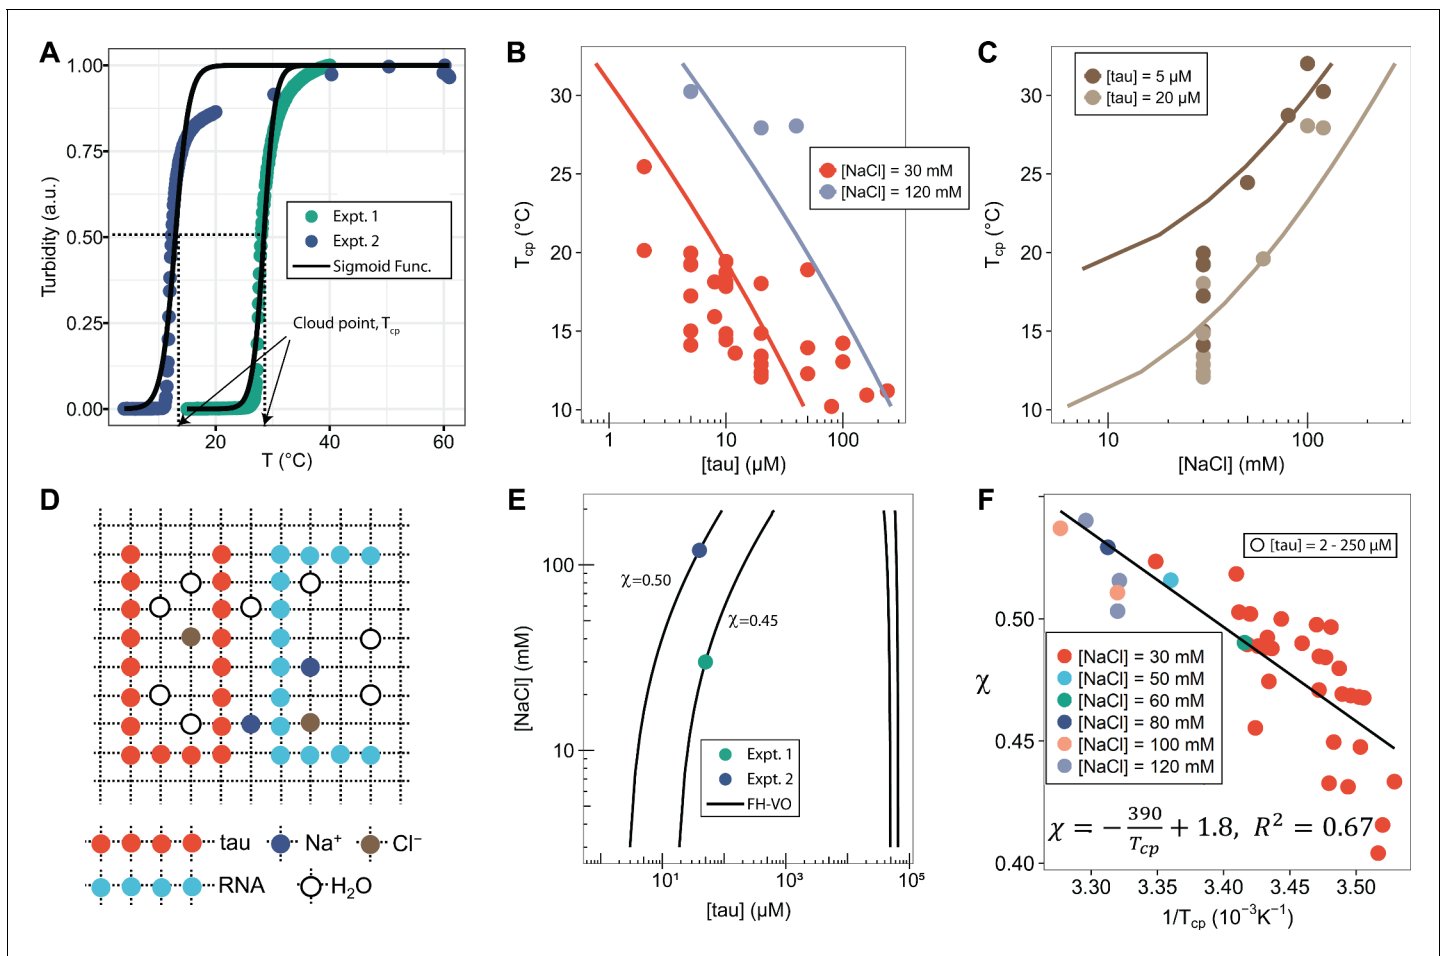 A
1.00
0.75
0.50
0.25
0.00
Turbidity (a.u.)
20
40
60
T (°C)
Expt. 1
Expt. 2
Sigmoid Func.
Cloud point, Tcp
B
30
25
20
15
10
Tcp (°C)
1
10
100
[tau] (μM)
[NaCl] = 30 mM
[NaCl] = 120 mM
C
30
25
20
15
10
Tcp (°C)
10
100
[NaCl] (mM)
[tau] = 5 μM
[tau] = 20 μM
D
tau
Na⁺
Cl⁻
RNA
H₂O
E
100
10
[NaCl] (mM)
χ=0.50
χ=0.45
Expt. 1
Expt. 2
FH-VO
10¹
10³
10⁵
[tau] (μM)
F
0.50
0.45
0.40
χ
[tau] = 2 - 250 μM
[NaCl] = 30 mM
[NaCl] = 50 mM
[NaCl] = 60 mM
[NaCl] = 80 mM
[NaCl] = 100 mM
[NaCl] = 120 mM
χ = − 390/Tcp + 1.8, R² = 0.67
3.30
3.35
3.40
3.45
3.50
1/Tcp (10⁻³K⁻¹)